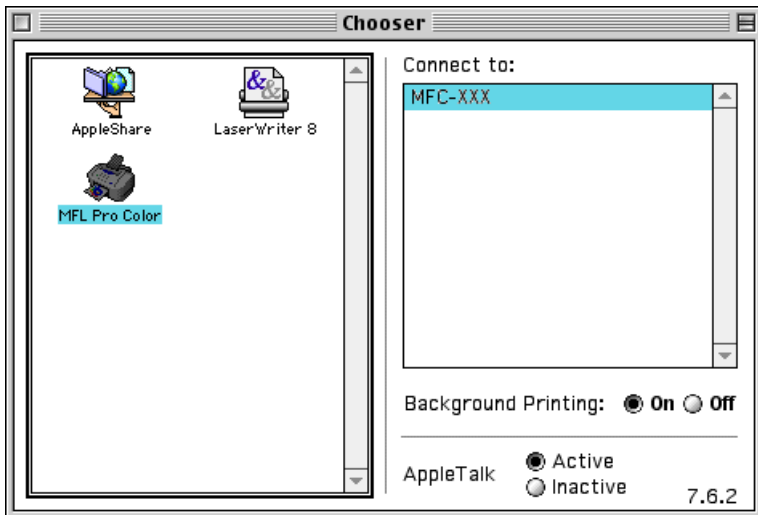 Chooser
AppleShare
LaserWriter 8
MFL Pro Color
Connect to:
MFC-XXX
Background Printing: On Off
AppleTalk
Active
Inactive
7.6.2